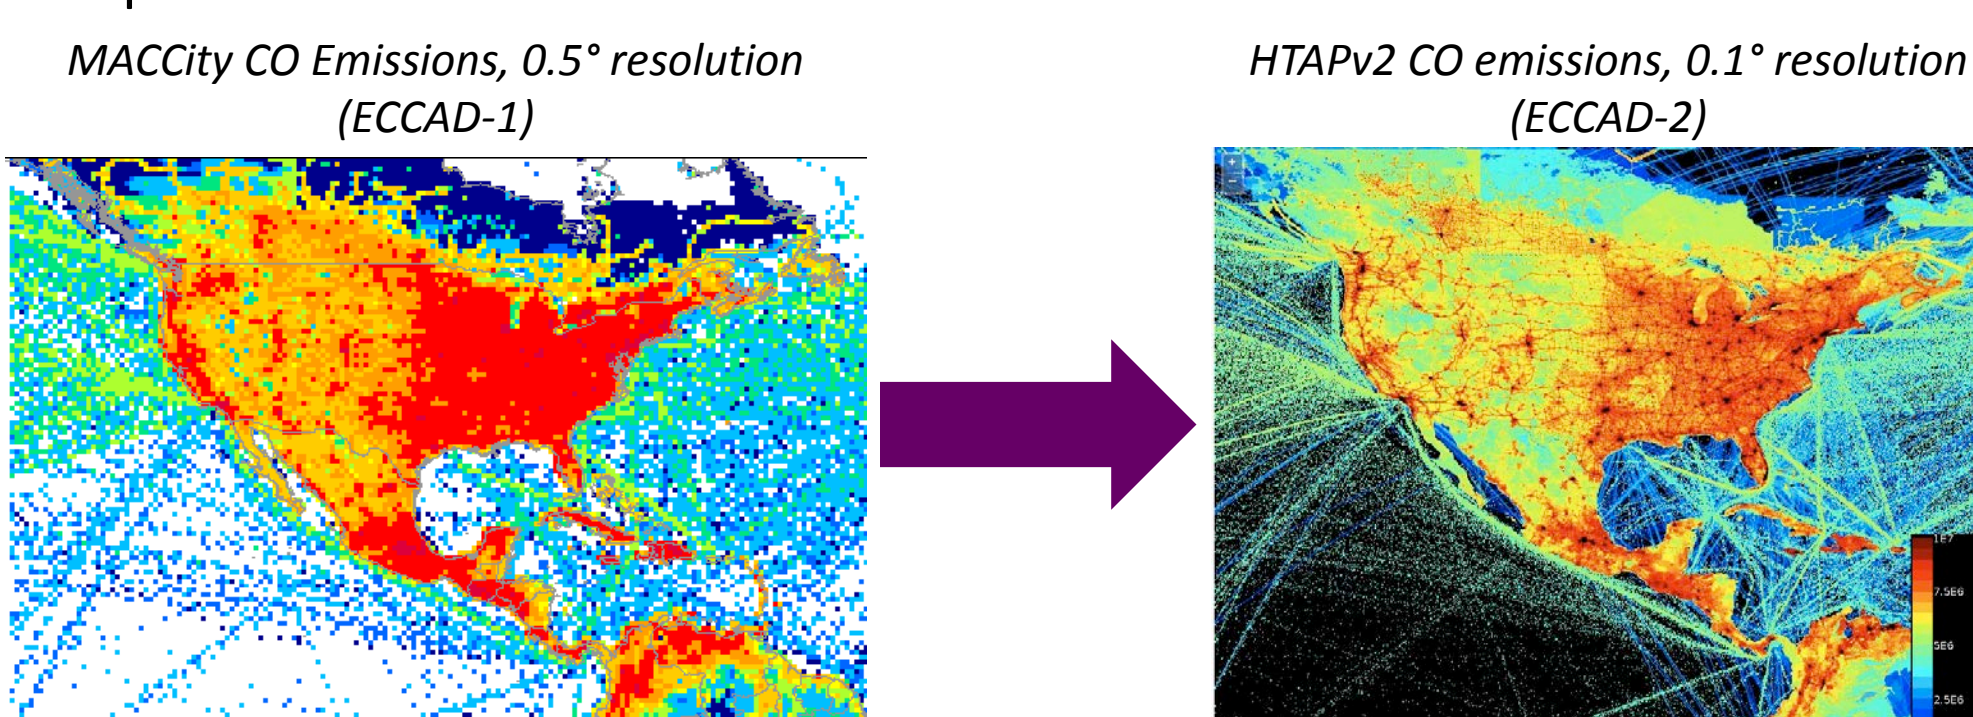 MACCity CO Emissions, 0.5° resolution
(ECCAD-1)
HTAPv2 CO emissions, 0.1° resolution
(ECCAD-2)
+
−
1E7
7.5E6
5E6
2.5E6